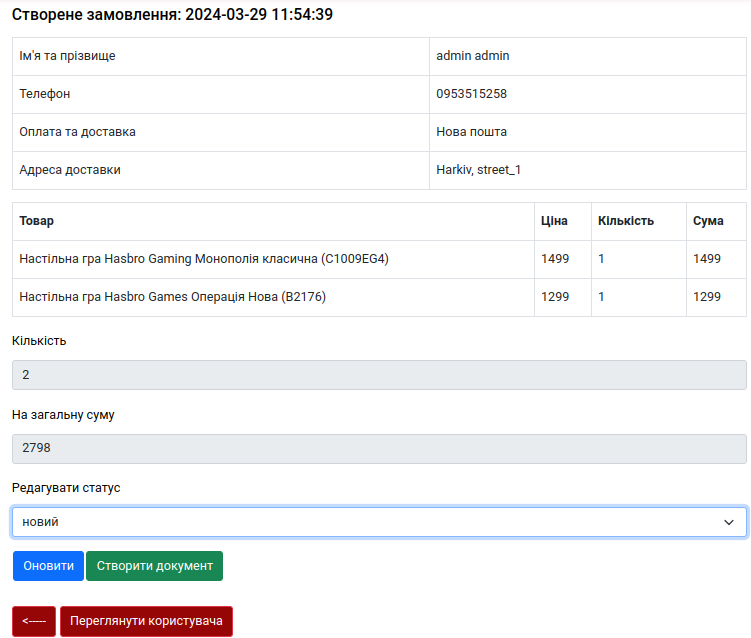 Створене замовлення: 2024-03-29 11:54:39
Ім'я та прізвище admin admin
Телефон 0953515258
Оплата та доставка Нова пошта
Адреса доставки Harkiv, street_1
Товар Ціна Кількість Сума
Настільна гра Hasbro Gaming Монополія класична (C1009EG4) 1499 1 1499
Настільна гра Hasbro Games Операція Нова (B2176) 1299 1 1299
Кількість
2
На загальну суму
2798
Редагувати статус
новий
Оновити Створити документ
<----- Переглянути користувача